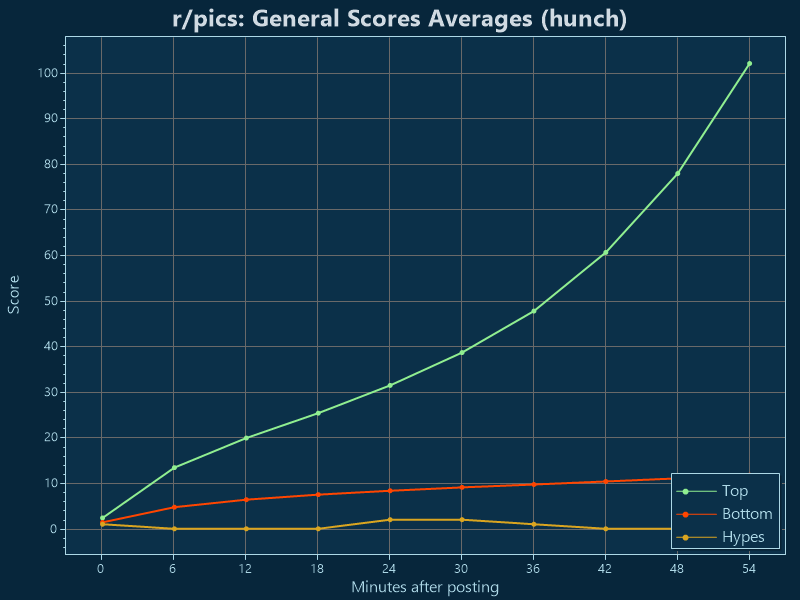 r/pics: General Scores Averages (hunch)
100
90
80
70
60
50
40
30
20
10
0
Score
Top
Bottom
Hypes
0 6 12 18 24 30 36 42 48 54
Minutes after posting